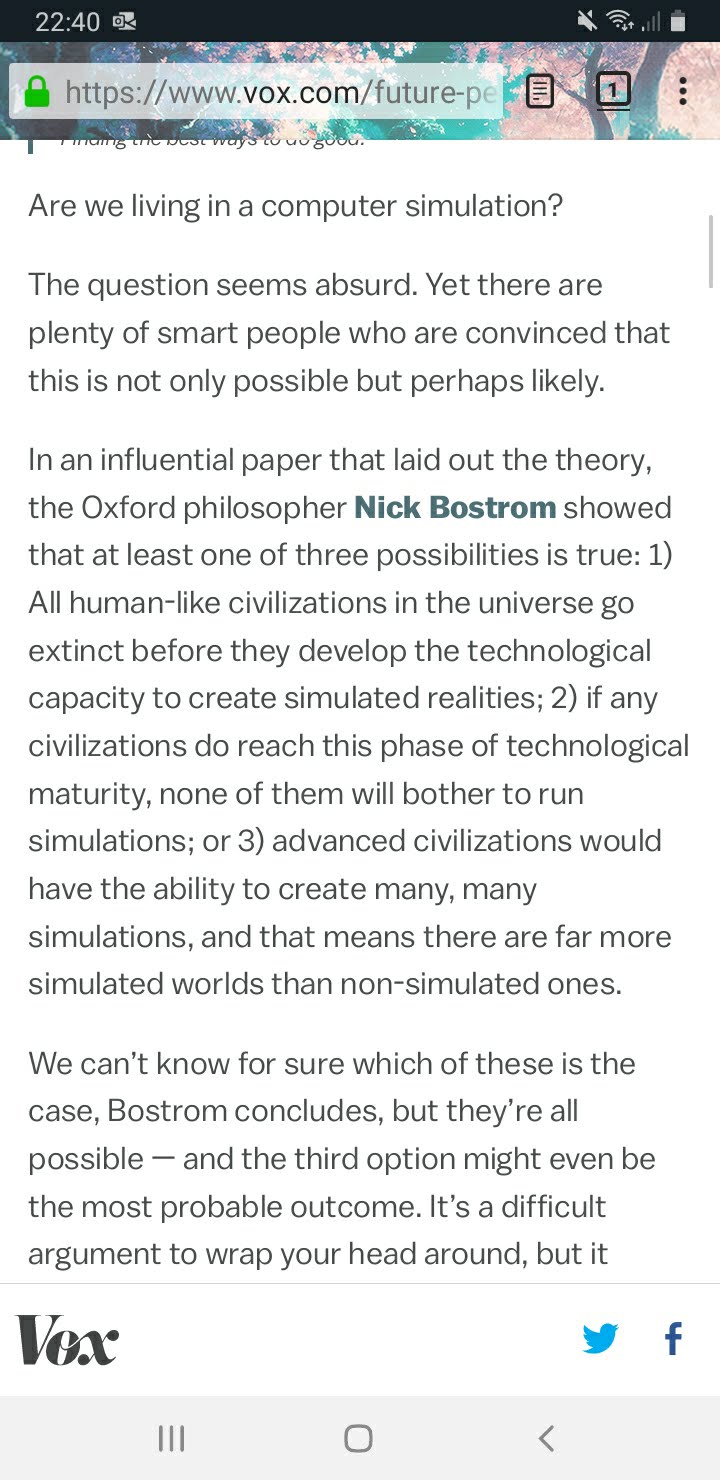 22:40
https://www.vox.com/future-pe
1
Finding the best ways to do good.
Are we living in a computer simulation?
The question seems absurd. Yet there are
plenty of smart people who are convinced that
this is not only possible but perhaps likely.
In an influential paper that laid out the theory,
the Oxford philosopher Nick Bostrom showed
that at least one of three possibilities is true: 1)
All human-like civilizations in the universe go
extinct before they develop the technological
capacity to create simulated realities; 2) if any
civilizations do reach this phase of technological
maturity, none of them will bother to run
simulations; or 3) advanced civilizations would
have the ability to create many, many
simulations, and that means there are far more
simulated worlds than non-simulated ones.
We can’t know for sure which of these is the
case, Bostrom concludes, but they’re all
possible — and the third option might even be
the most probable outcome. It’s a difficult
argument to wrap your head around, but it
Vox